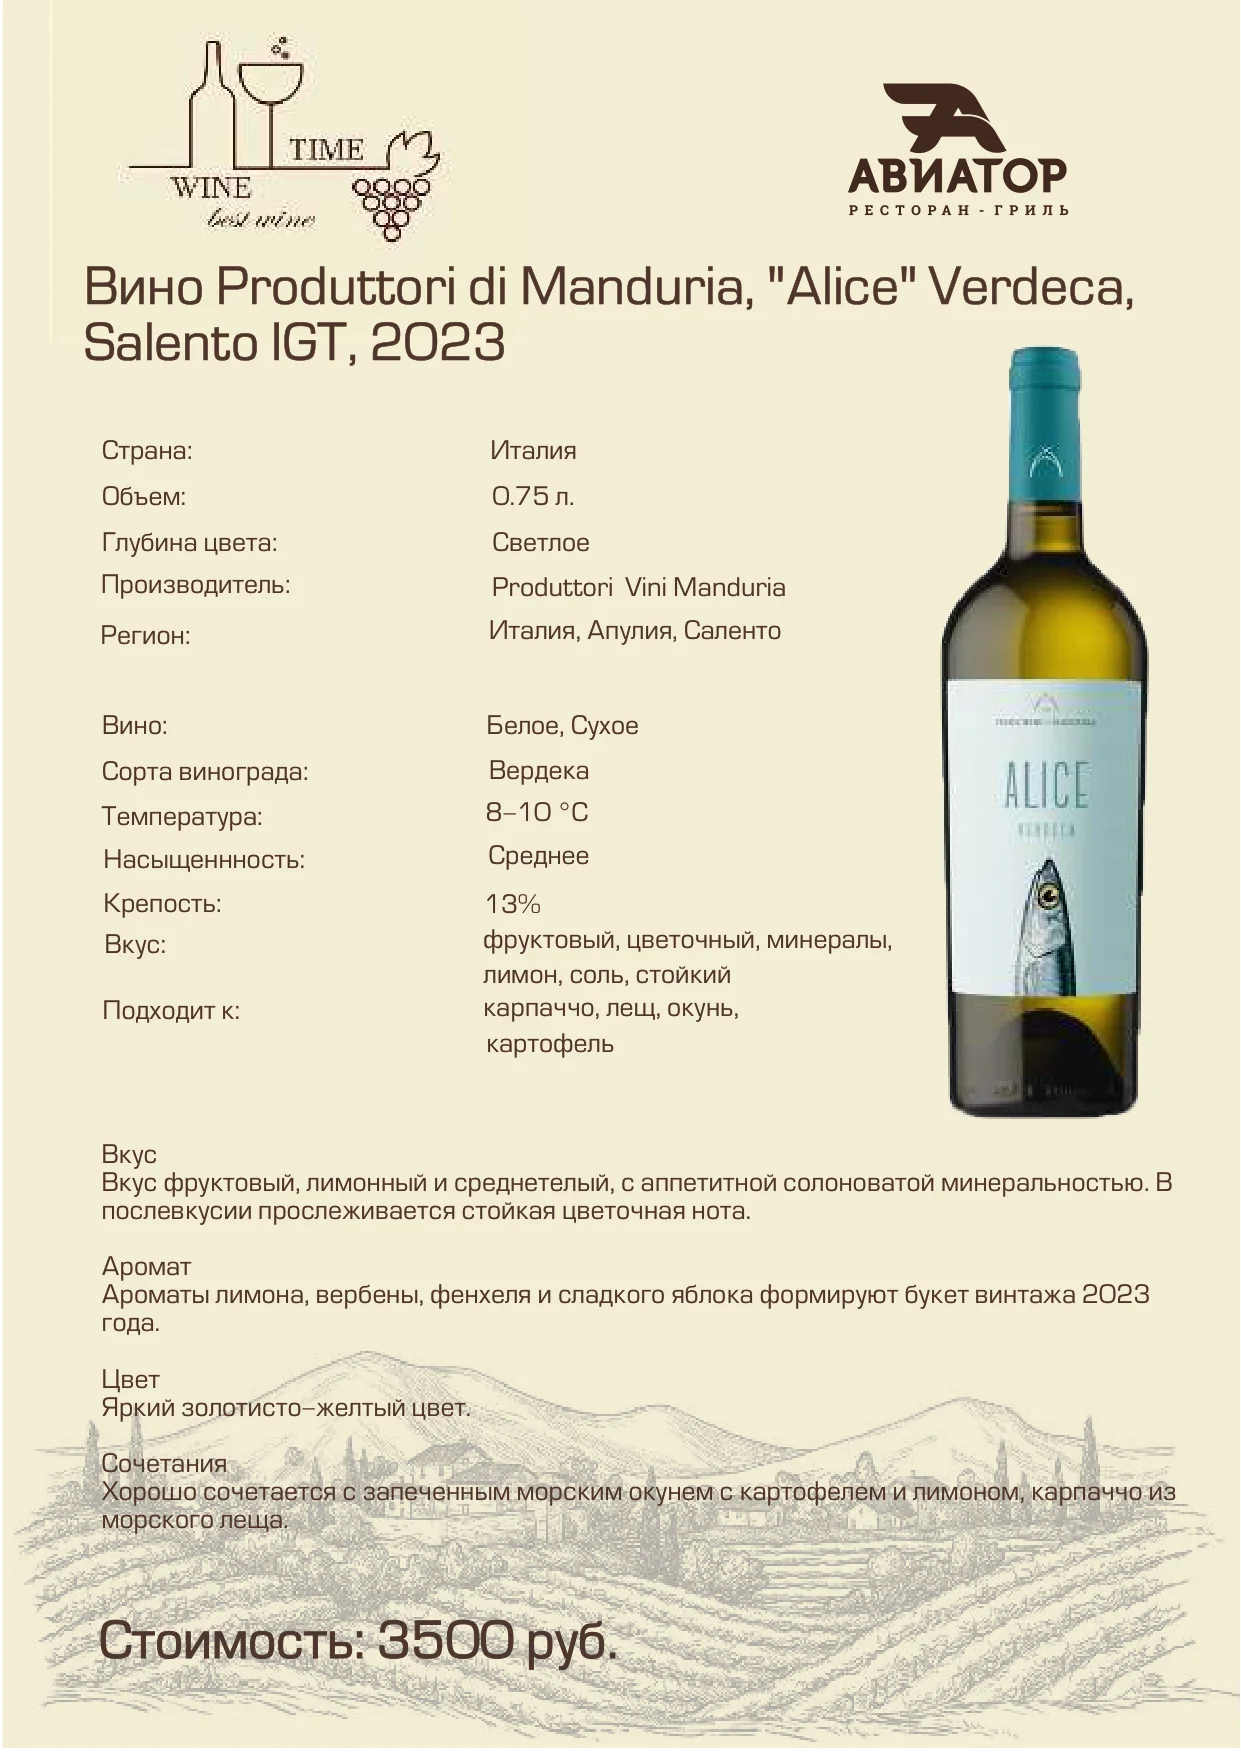 TIME
WINE
best wine
АВИАТОР
РЕСТОРАН - ГРИЛЬ
Вино Produttori di Manduria, "Alice" Verdeca,
Salento IGT, 2023
Страна: Италия
Объем: 0.75 л.
Глубина цвета: Светлое
Производитель: Produttori Vini Manduria
Регион: Италия, Апулия, Саленто
Вино: Белое, Сухое
Сорта винограда: Вердека
Температура: 8–10 °C
Насыщеннность: Среднее
Крепость: 13%
Вкус: фруктовый, цветочный, минералы,
лимон, соль, стойкий
Подходит к: карпаччо, лещ, окунь,
картофель
ALICE
VERDECA
Вкус
Вкус фруктовый, лимонный и среднетелый, с аппетитной солоноватой минеральностью. В
послевкусии прослеживается стойкая цветочная нота.
Аромат
Ароматы лимона, вербены, фенхеля и сладкого яблока формируют букет винтажа 2023
года.
Цвет
Яркий золотисто–желтый цвет.
Сочетания
Хорошо сочетается с запеченным морским окунем с картофелем и лимоном, карпаччо из
морского леща.
Стоимость: 3500 руб.